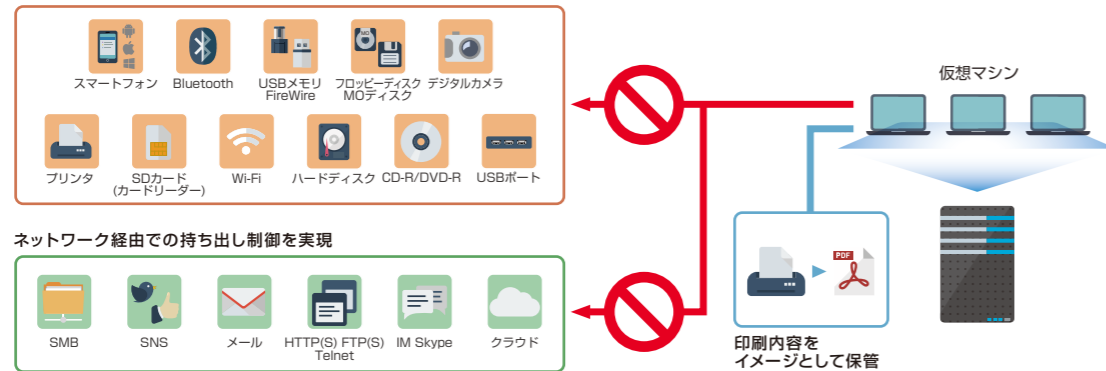 MO
スマートフォン
Bluetooth
USBメモリ
FireWire
フロッピーディスク
MOディスク
デジタルカメラ
プリンタ
SDカード
(カードリーダー)
Wi-Fi
ハードディスク
CD-R/DVD-R
USBポート
仮想マシン
ネットワーク経由での持ち出し制御を実現
SMB
SNS
メール
HTTP(S) FTP(S)
Telnet
IM Skype
クラウド
PDF
印刷内容を
イメージとして保管